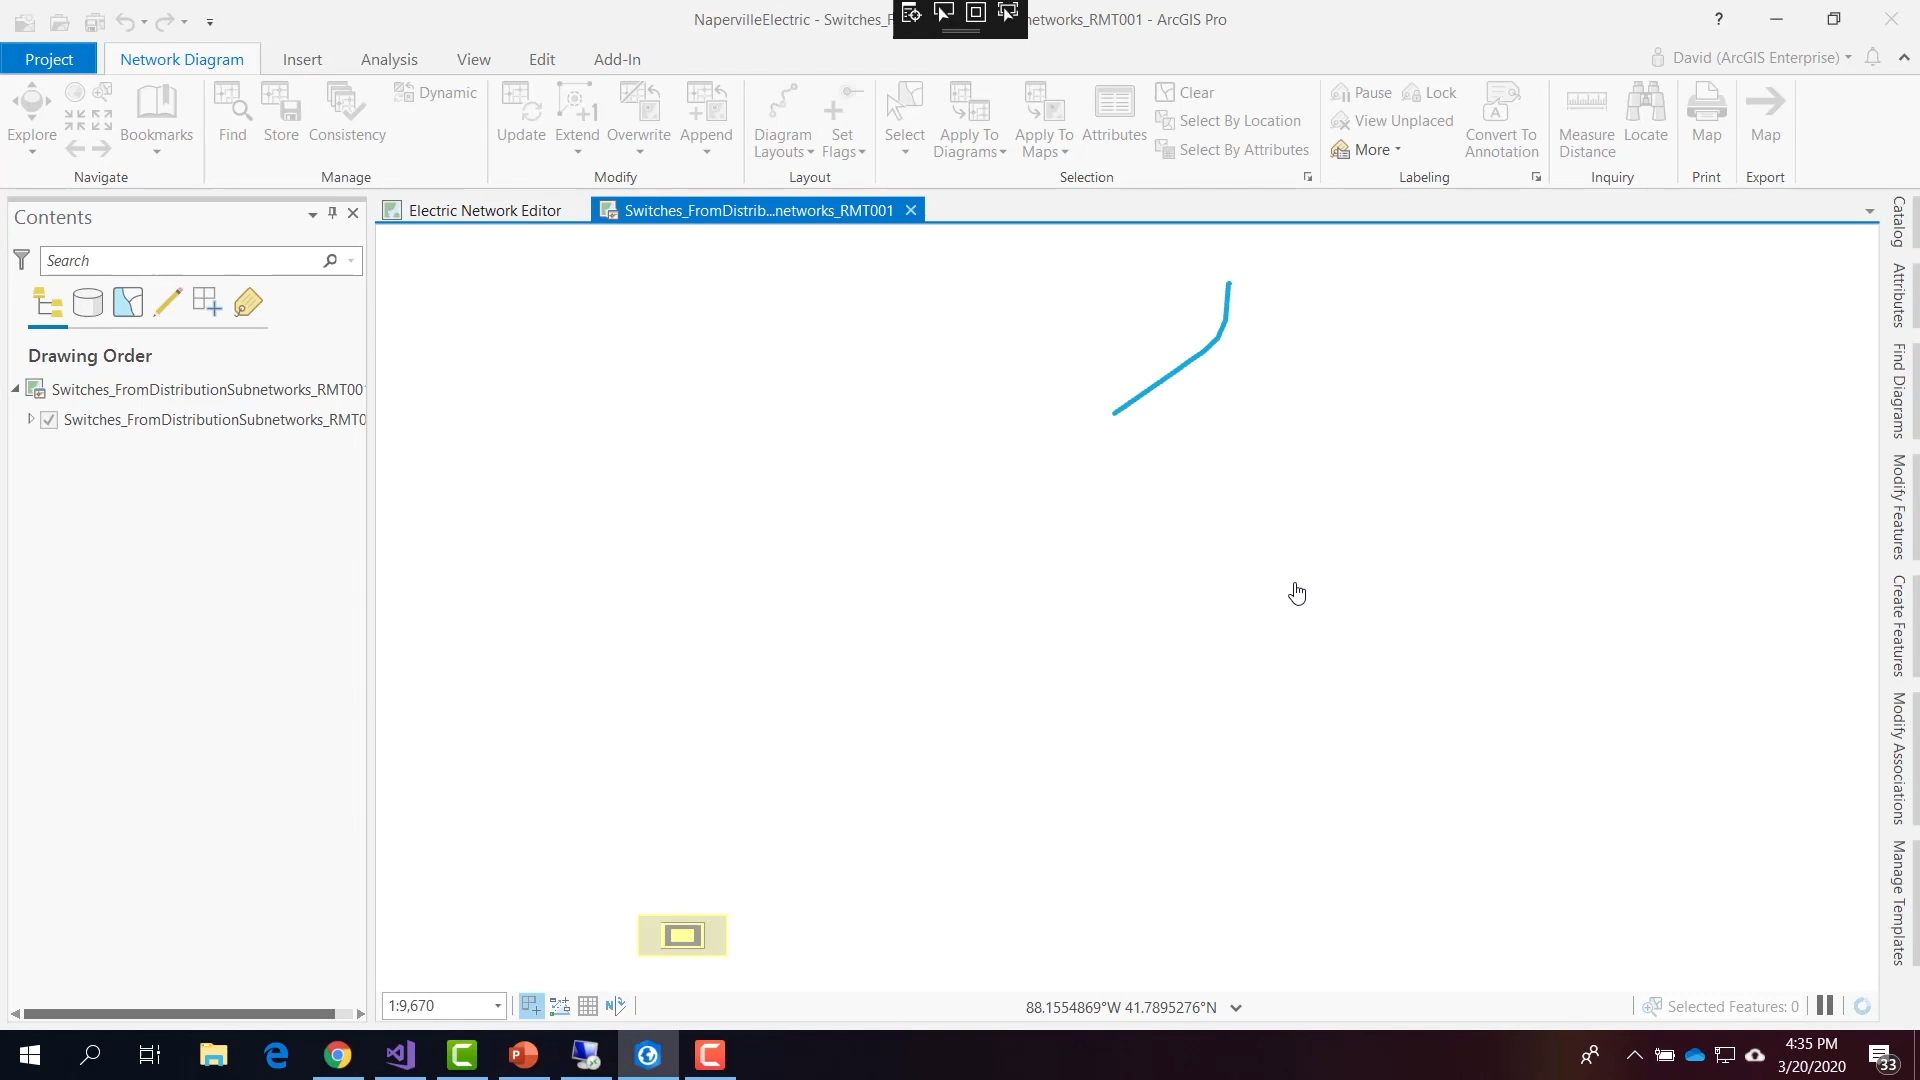 NapervilleElectric - Switches_F
etworks_RMT001 - ArcGIS Pro
?
Project
Network Diagram
Insert
Analysis
View
Edit
Add-In
David (ArcGIS Enterprise)
Explore
Bookmarks
Navigate
Find
Store
Consistency
Dynamic
Manage
Update
Extend
Overwrite
Append
Modify
Diagram
Layouts
Set
Flags
Layout
Select
Apply To
Diagrams
Apply To
Maps
Attributes
Clear
Select By Location
Select By Attributes
Selection
Pause
Lock
View Unplaced
More
Convert To
Annotation
Labeling
Measure
Distance
Locate
Inquiry
Map
Print
Map
Export
Contents
Search
Drawing Order
Switches_FromDistributionSubnetworks_RMT00
Switches_FromDistributionSubnetworks_RMT0
Electric Network Editor
Switches_FromDistrib...networks_RMT001
Catalog
Attributes
Find Diagrams
Modify Features
Create Features
Modify Associations
Manage Templates
1:9,670
88.1554869°W 41.7895276°N
Selected Features: 0
4:35 PM
3/20/2020
33